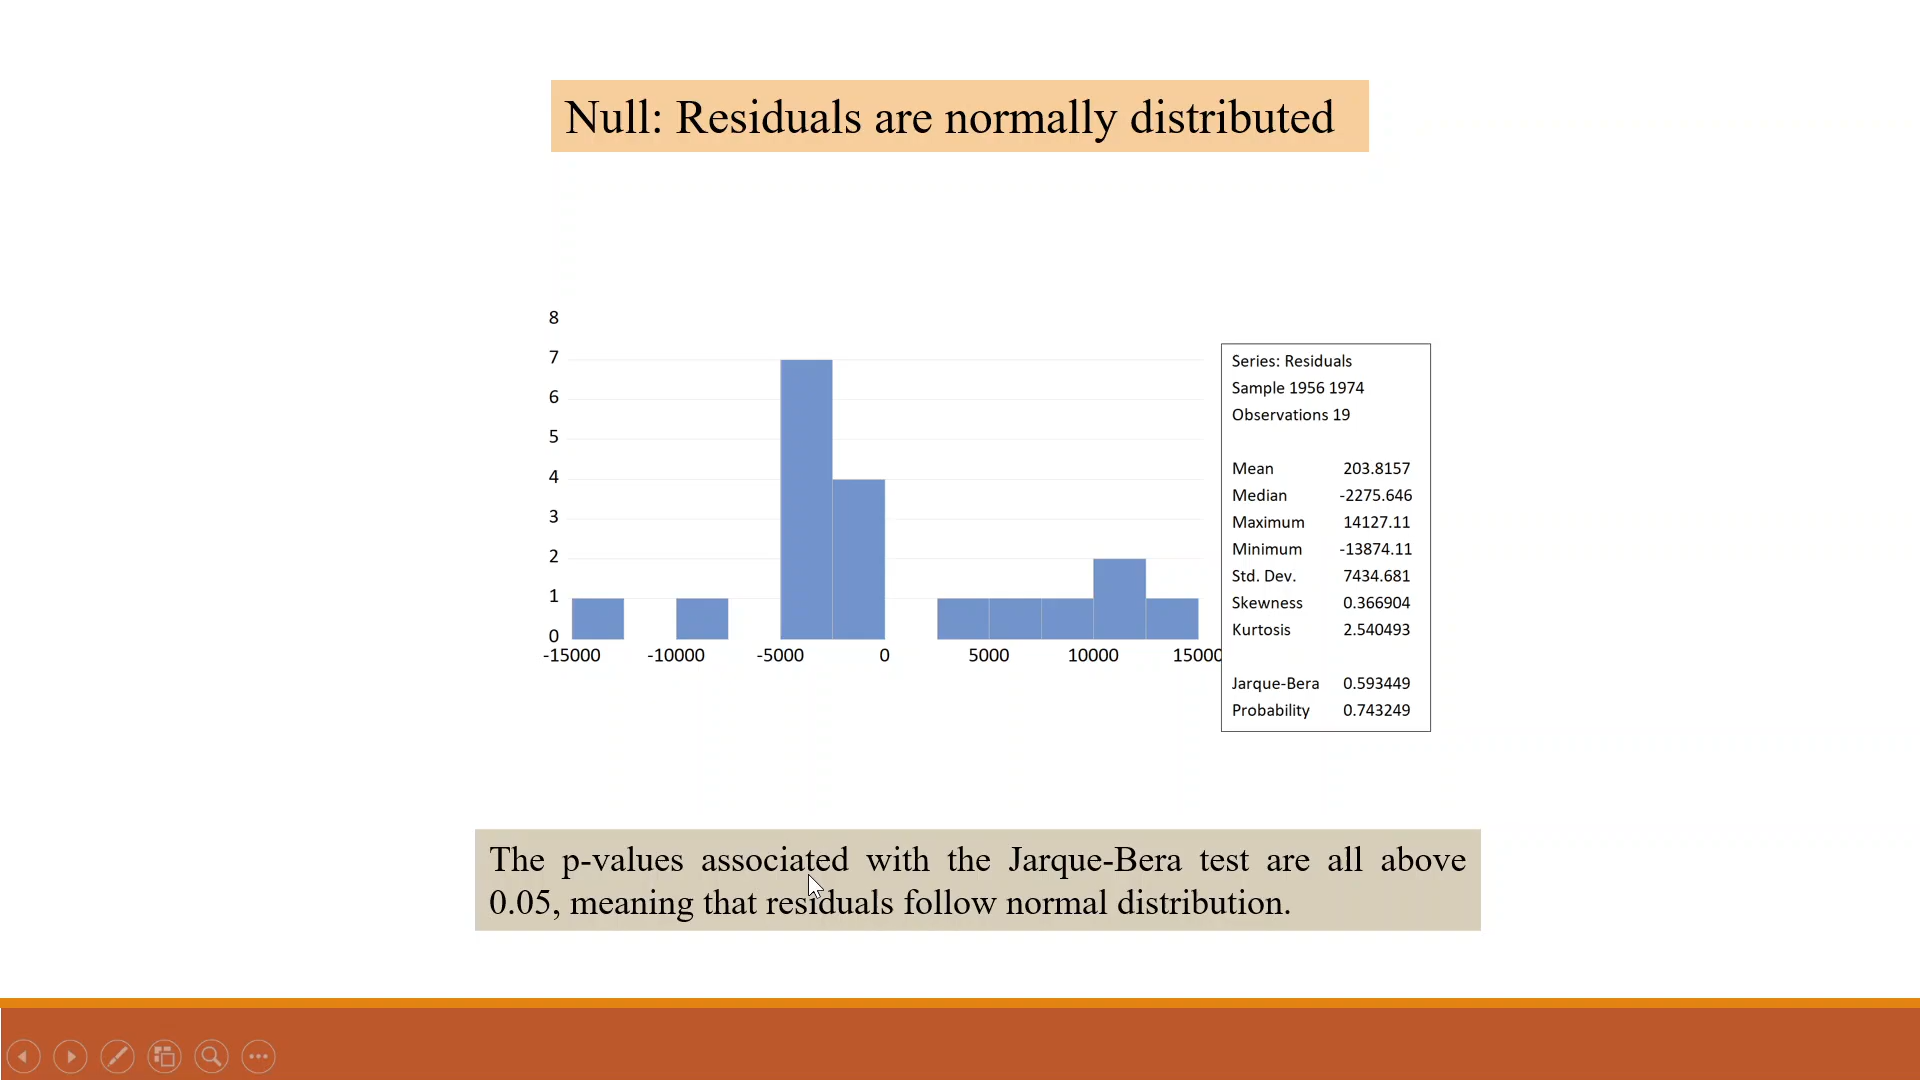 Null: Residuals are normally distributed
8
7
6
5
4
3
2
1
0
-15000 -10000 -5000 0 5000 10000 15000
Series: Residuals
Sample 1956 1974
Observations 19
Mean 203.8157
Median -2275.646
Maximum 14127.11
Minimum -13874.11
Std. Dev. 7434.681
Skewness 0.366904
Kurtosis 2.540493
Jarque-Bera 0.593449
Probability 0.743249
The p-values associated with the Jarque-Bera test are all above
0.05, meaning that residuals follow normal distribution.